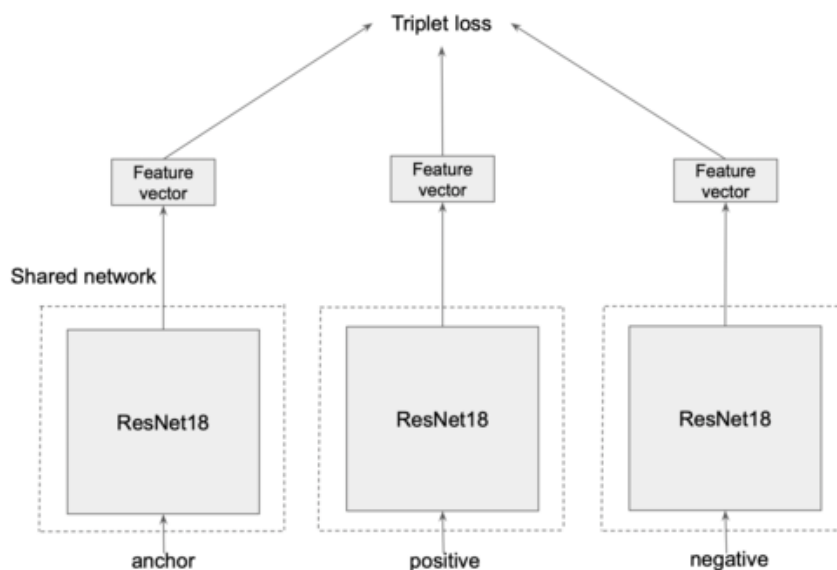 Triplet loss
Feature
vector
Feature
vector
Feature
vector
Shared network
ResNet18
ResNet18
ResNet18
anchor
positive
negative